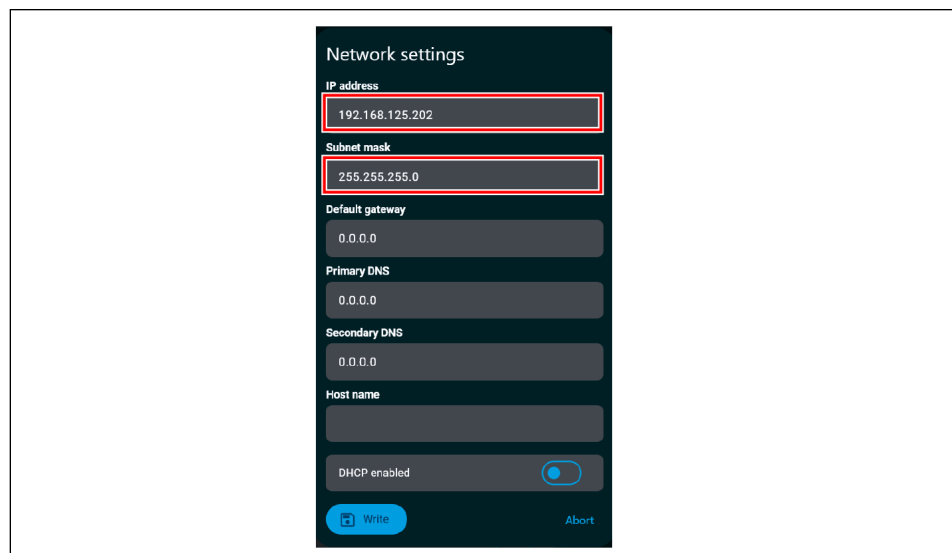 Network settings
IP address
192.168.125.202
Subnet mask
255.255.255.0
Default gateway
0.0.0.0
Primary DNS
0.0.0.0
Secondary DNS
0.0.0.0
Host name
DHCP enabled
Write Abort